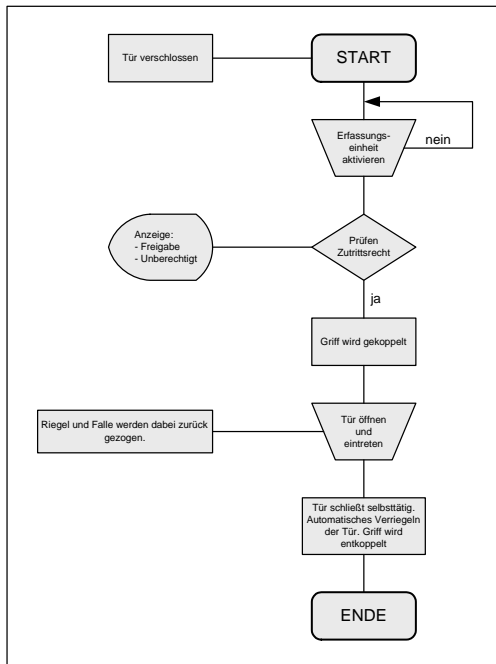 Tür verschlossen
START
Erfassungs-
einheit
aktivieren
nein
Anzeige:
- Freigabe
- Unberechtigt
Prüfen
Zutrittsrecht
ja
Griff wird gekoppelt
Riegel und Falle werden dabei zurück
gezogen.
Tür öffnen
und
eintreten
Tür schließt selbsttätig.
Automatisches Verriegeln
der Tür. Griff wird
entkoppelt
ENDE